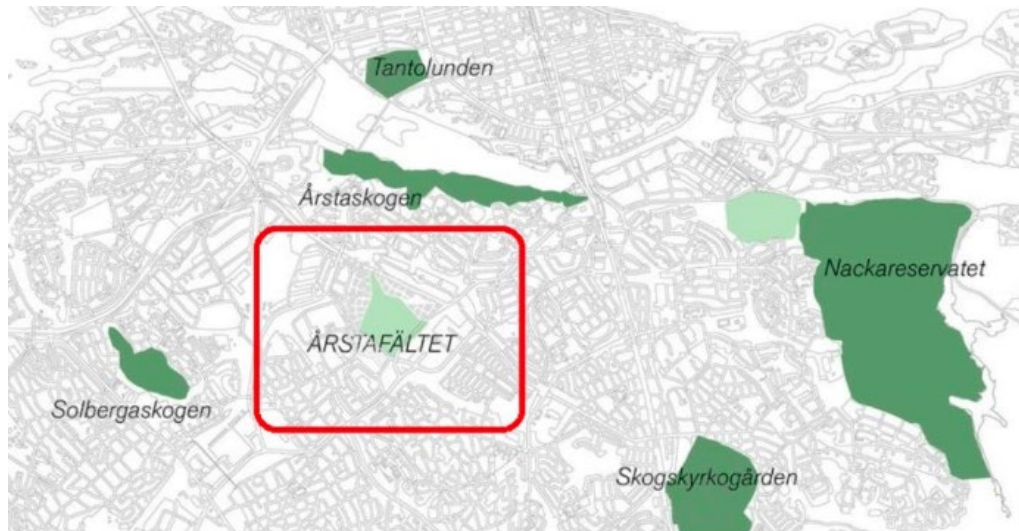 Tantolunden
Årstaskogen
Nackareservatet
ÅRSTAFÄLTET
Solbergaskogen
Skogskyrkogården